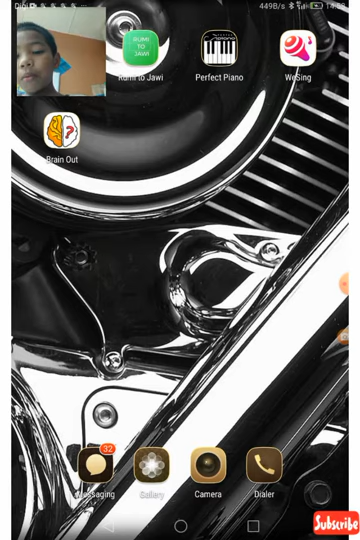 Digi
449B/s
14:58
RUMI
TO
JAWI
Rumi to Jawi
Perfect Piano
WeSing
Brain Out
32
Messaging
Gallery
Camera
Dialer
Subscribe